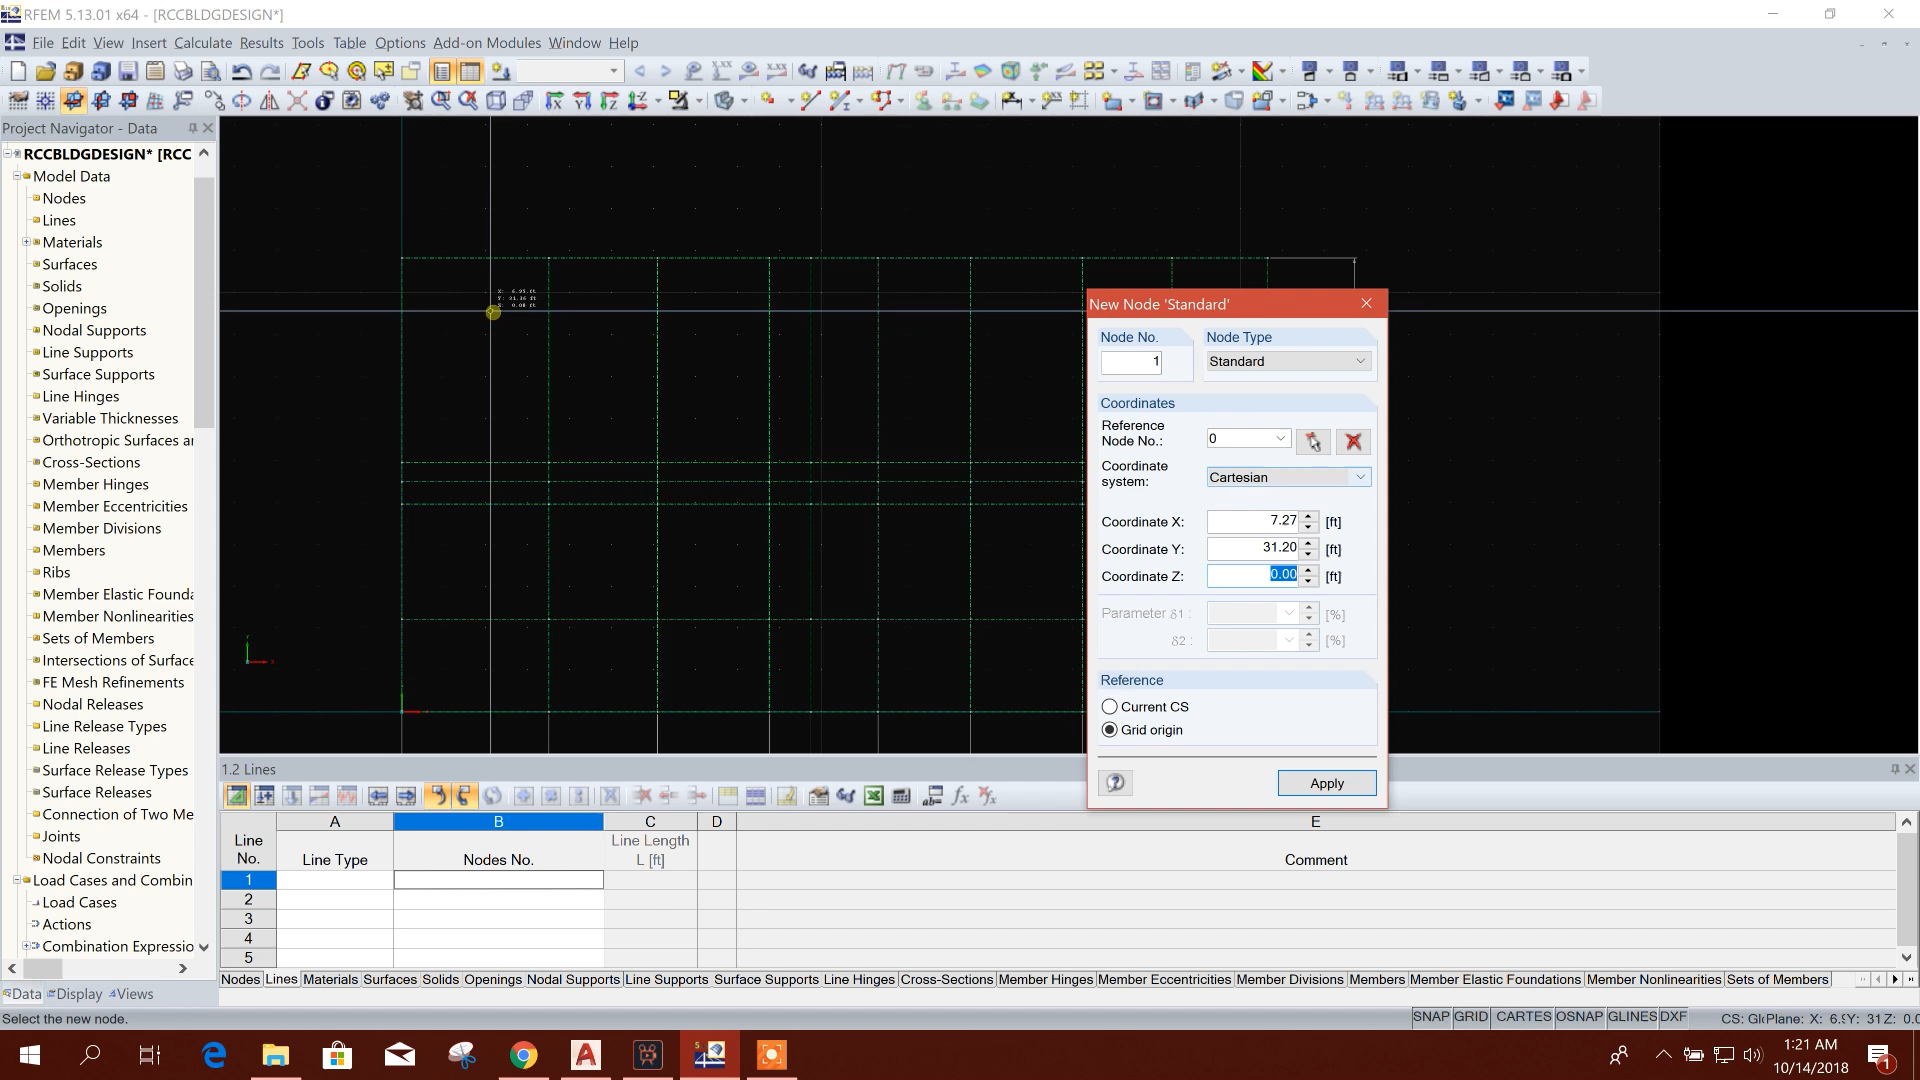 RFEM 5.13.01 x64 - [RCCBLDGDESIGN*]
File Edit View Insert Calculate Results Tools Table Options Add-on Modules Window Help
Project Navigator - Data
RCCBLDGDESIGN* [RCC
Model Data
Nodes
Lines
Materials
Surfaces
Solids
Openings
Nodal Supports
Line Supports
Surface Supports
Line Hinges
Variable Thicknesses
Orthotropic Surfaces ar
Cross-Sections
Member Hinges
Member Eccentricities
Member Divisions
Members
Ribs
Member Elastic Founda
Member Nonlinearities
Sets of Members
Intersections of Surface
FE Mesh Refinements
Nodal Releases
Line Release Types
Line Releases
Surface Release Types
Surface Releases
Connection of Two Me
Joints
Nodal Constraints
Load Cases and Combin
Load Cases
Actions
Combination Expressio
Data Display Views
New Node 'Standard'
Node No.
1
Node Type
Standard
Coordinates
Reference
Node No.:
0
Coordinate
system:
Cartesian
Coordinate X: 7.27 [ft]
Coordinate Y: 31.20 [ft]
Coordinate Z: 0.00 [ft]
Parameter δ1 : [%]
δ2 : [%]
Reference
Current CS
Grid origin
Apply
1.2 Lines
A B C D E
Line
No.
Line Type
Nodes No.
Line Length
L [ft]
Comment
1
2
3
4
5
Nodes Lines Materials Surfaces Solids Openings Nodal Supports Line Supports Surface Supports Line Hinges Cross-Sections Member Hinges Member Eccentricities Member Divisions Members Member Elastic Foundations Member Nonlinearities Sets of Members
Select the new node.
SNAP GRID CARTES OSNAP GLINES DXF
1:21 AM
10/14/2018
1